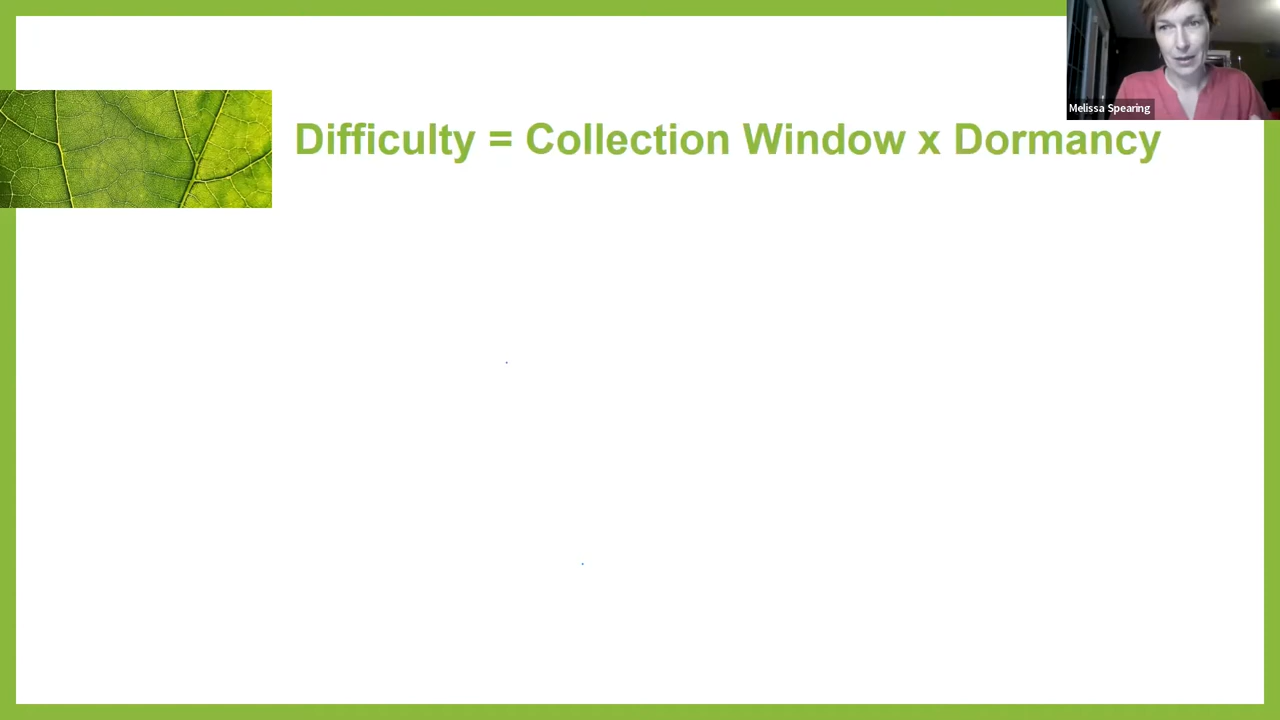 Melissa Spearing
Difficulty = Collection Window x Dormancy